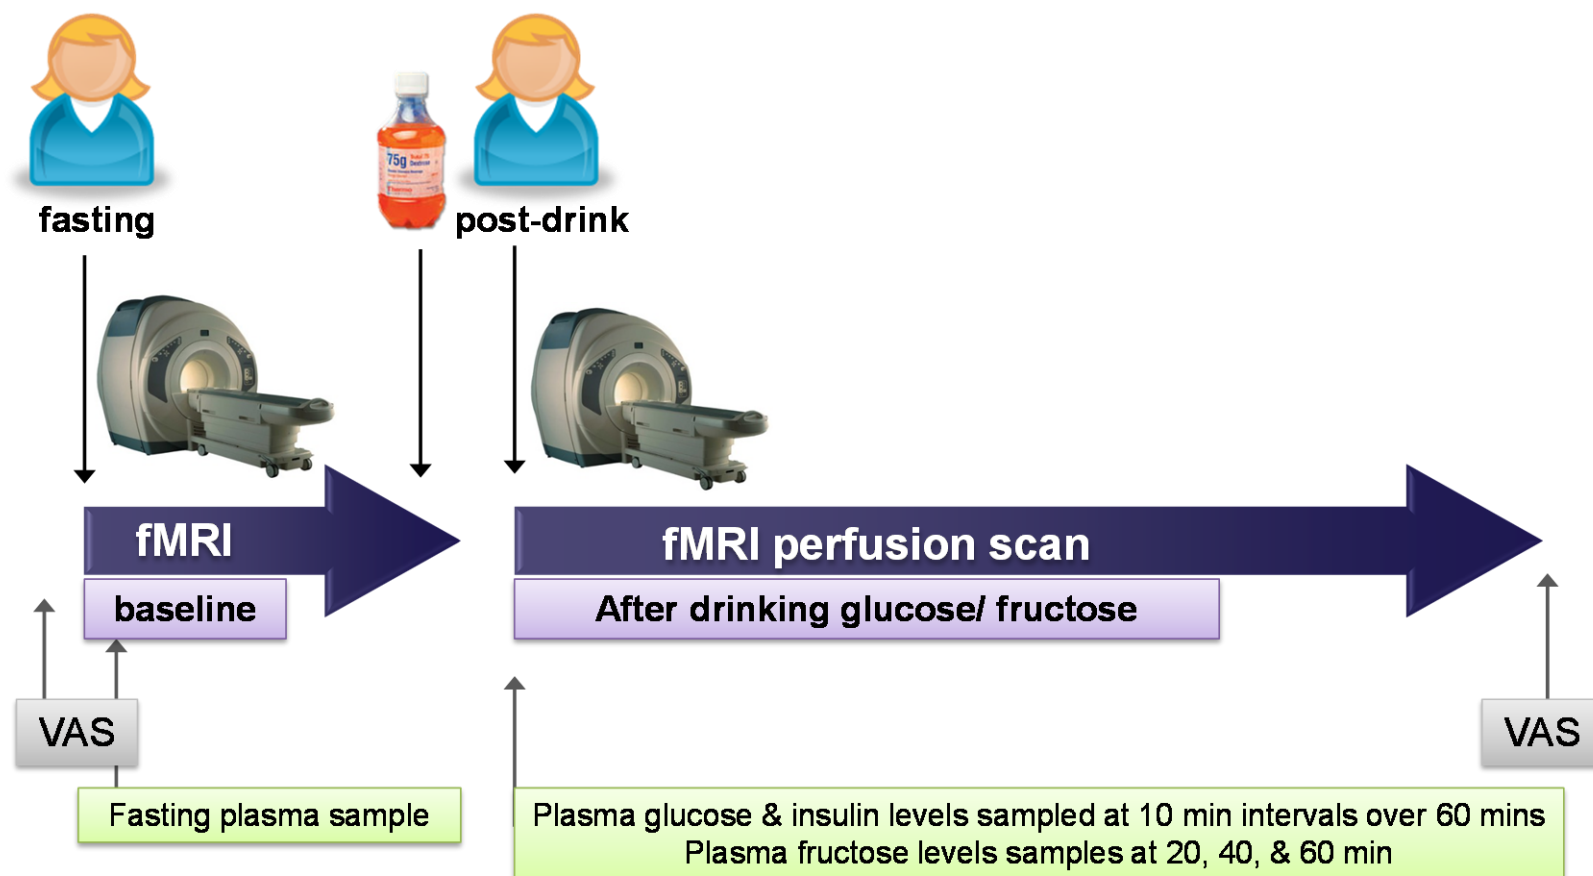 fasting
75g
Dextrose
post-drink
fMRI
fMRI perfusion scan
baseline
After drinking glucose/ fructose
VAS
VAS
Fasting plasma sample
Plasma glucose & insulin levels sampled at 10 min intervals over 60 mins
Plasma fructose levels samples at 20, 40, & 60 min